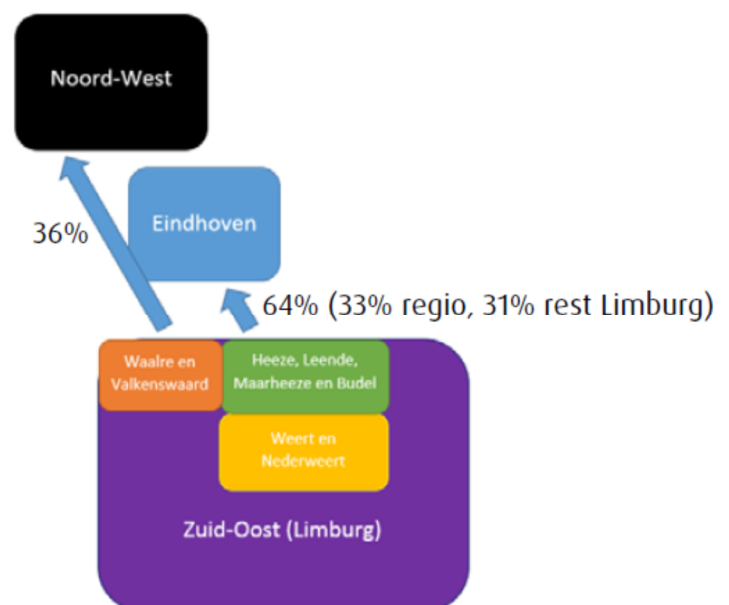 Noord-West
Eindhoven
36%
64% (33% regio, 31% rest Limburg)
Waalre en
Valkenswaard
Heeze, Leende,
Maarheeze en Budel
Weert en
Nederweert
Zuid-Oost (Limburg)